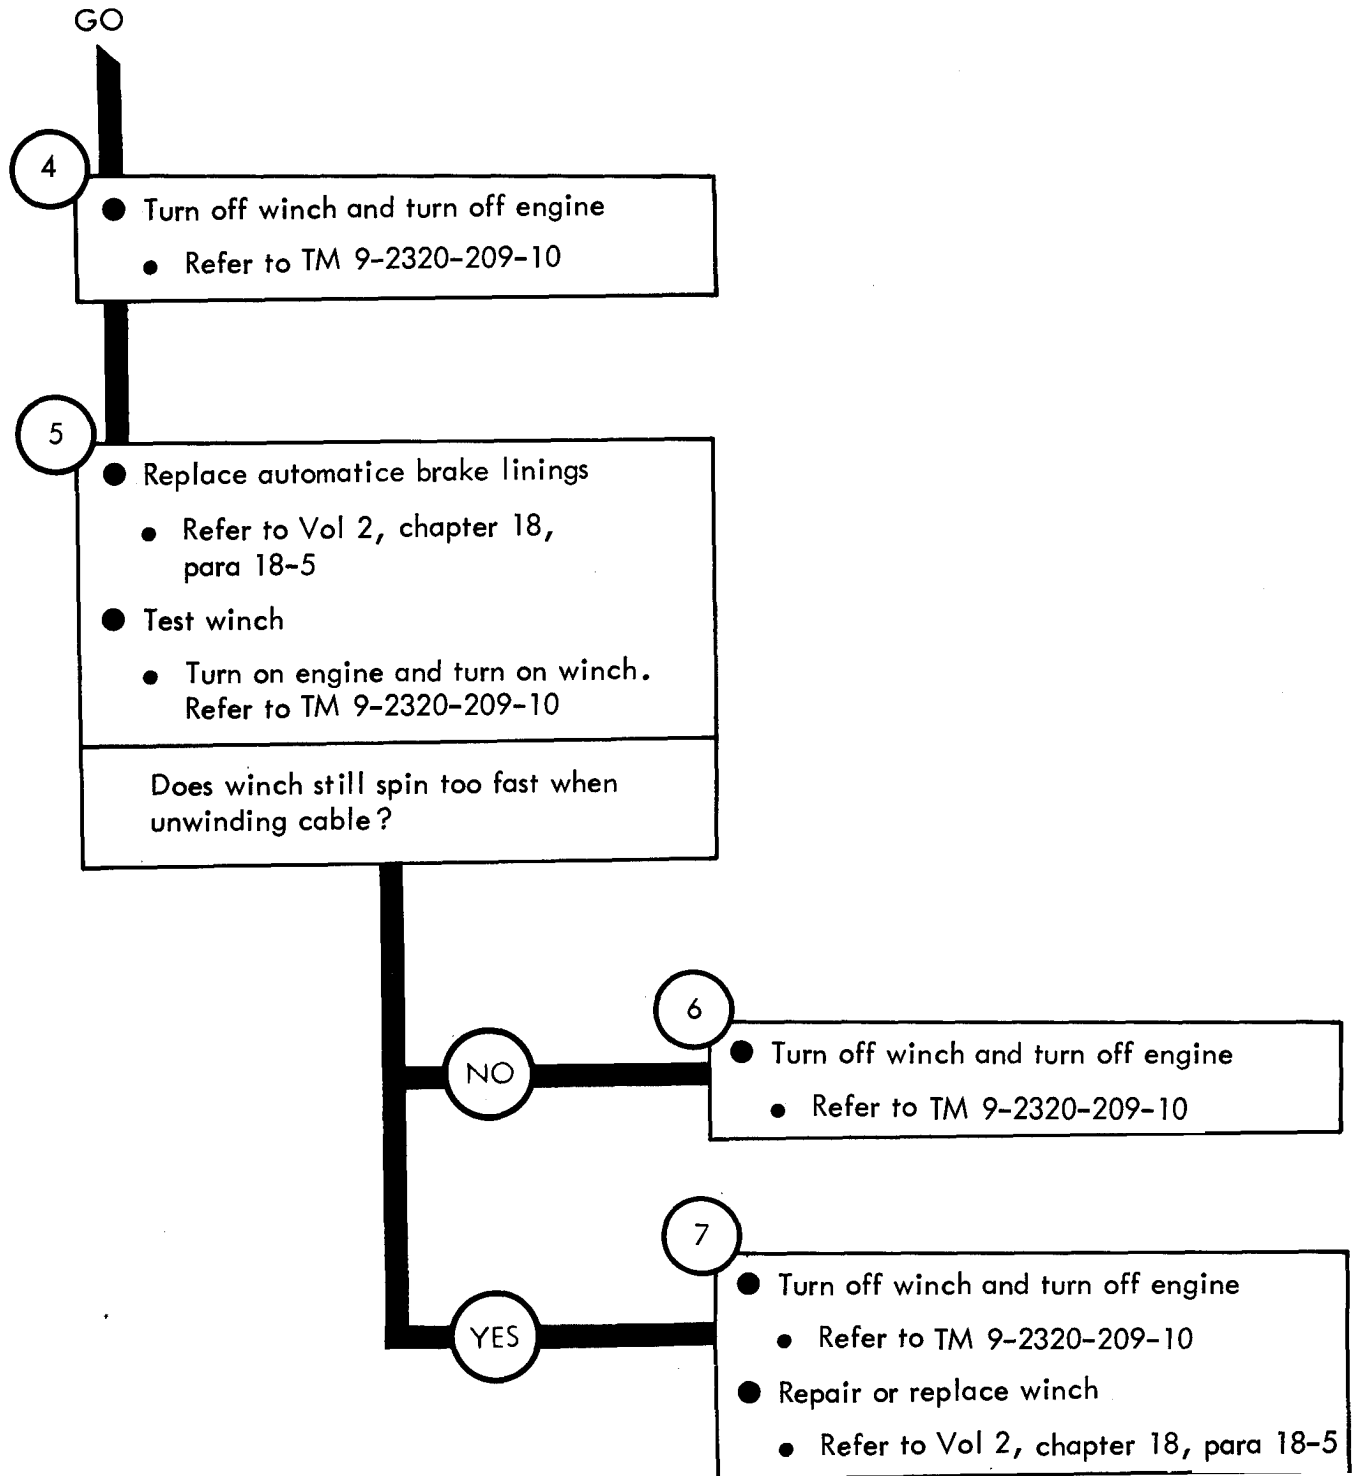 GO
4
● Turn off winch and turn off engine
● Refer to TM 9-2320-209-10
5
● Replace automatice brake linings
● Refer to Vol 2, chapter 18,
para 18-5
● Test winch
● Turn on engine and turn on winch.
Refer to TM 9-2320-209-10
Does winch still spin too fast when
unwinding cable?
NO
6
● Turn off winch and turn off engine
● Refer to TM 9-2320-209-10
YES
7
● Turn off winch and turn off engine
● Refer to TM 9-2320-209-10
● Repair or replace winch
● Refer to Vol 2, chapter 18, para 18-5